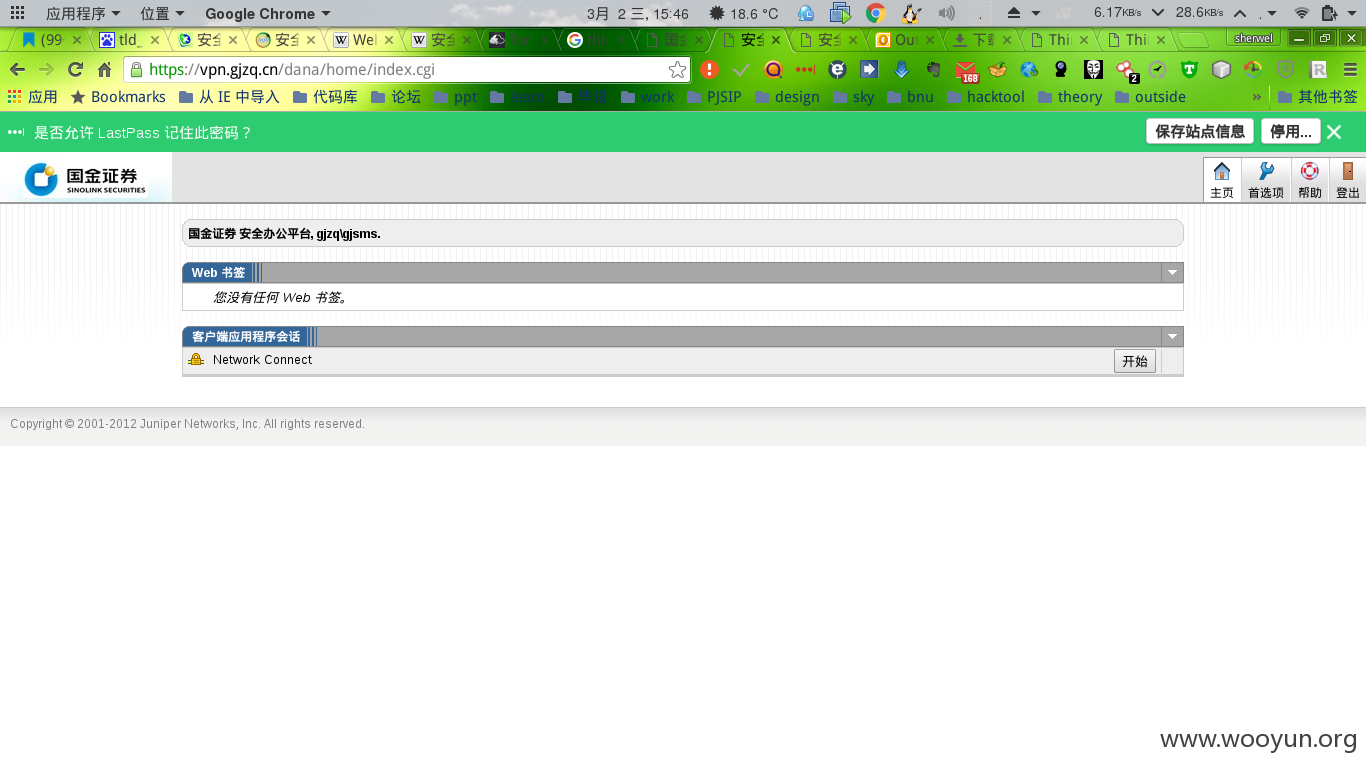 应用程序 位置 Google Chrome 3月 2 三, 15:46 18.6 °C 6.17KB/s 28.6KB/s
(99 tld_ 安全 安全 Wel 安全 国金 安全 安全 Out 下载 Thi Thi sherwel
https://vpn.gjzq.cn/dana/home/index.cgi 168 2
应用 Bookmarks 从 IE 中导入 代码库 论坛 ppt work PJSIP design sky bnu hacktool theory outside » 其他书签
是否允许 LastPass 记住此密码？ 保存站点信息 停用...
国金证券
SINOLINK SECURITIES
主页 首选项 帮助 登出
国金证券 安全办公平台, gjzq\gjsms.
Web 书签
您没有任何 Web 书签。
客户端应用程序会话
Network Connect 开始
Copyright © 2001-2012 Juniper Networks, Inc. All rights reserved.
www.wooyun.org